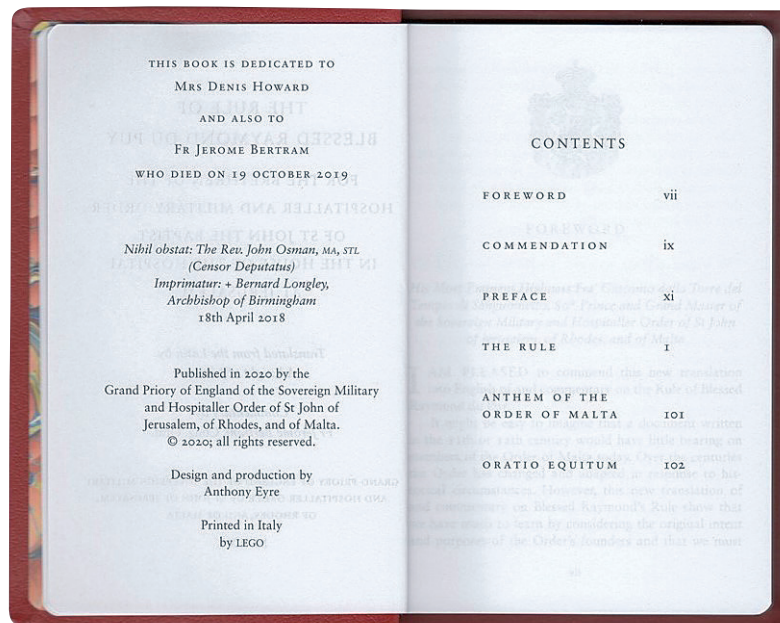 THIS BOOK IS DEDICATED TO
MRS DENIS HOWARD
AND ALSO TO
FR JEROME BERTRAM
WHO DIED ON 19 OCTOBER 2019
Nihil obstat: The Rev. John Osman, MA, STL
(Censor Deputatus)
Imprimatur: + Bernard Longley,
Archbishop of Birmingham
18th April 2018
Published in 2020 by the
Grand Priory of England of the Sovereign Military
and Hospitaller Order of St John of
Jerusalem, of Rhodes, and of Malta.
© 2020; all rights reserved.
Design and production by
Anthony Eyre
Printed in Italy
by LEGO
CONTENTS
FOREWORD vii
COMMENDATION ix
PREFACE xi
THE RULE 1
ANTHEM OF THE
ORDER OF MALTA 101
ORATIO EQUITUM 102